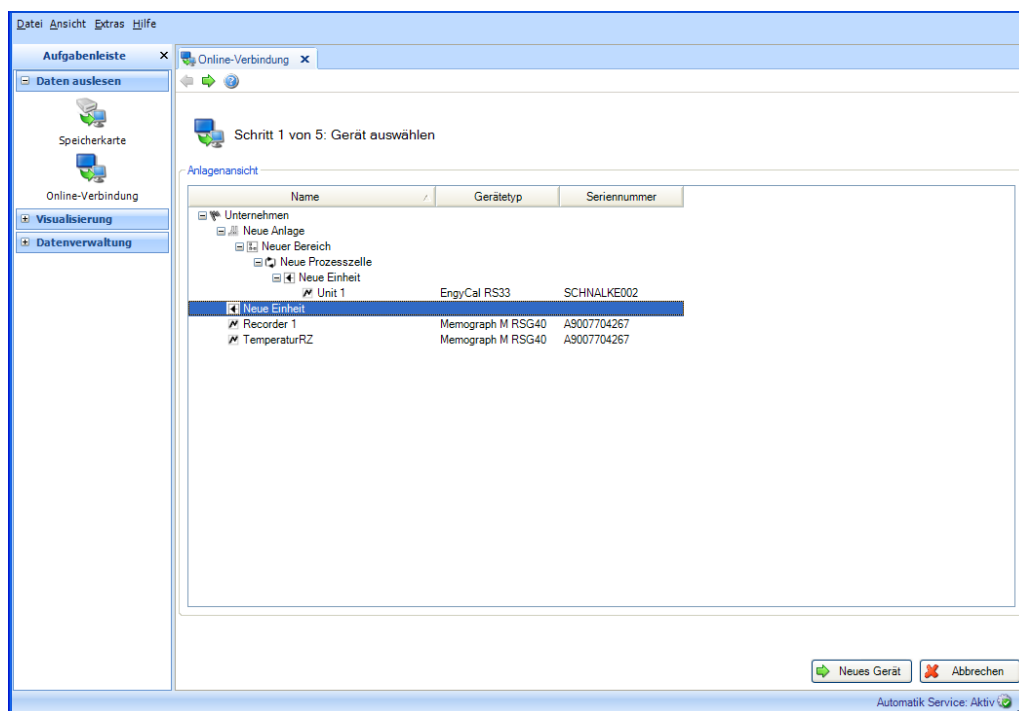 Datei Ansicht Extras Hilfe
Aufgabenleiste
Daten auslesen
Speicherkarte
Online-Verbindung
Visualisierung
Datenverwaltung
Online-Verbindung
Schritt 1 von 5: Gerät auswählen
Anlagenansicht
Name Gerätetyp Seriennummer
Unternehmen
Neue Anlage
Neuer Bereich
Neue Prozesszelle
Neue Einheit
Unit 1 EngyCal RS33 SCHNALKE002
Neue Einheit
Recorder 1 Memograph M RSG40 A9007704267
TemperaturRZ Memograph M RSG40 A9007704267
Neues Gerät Abbrechen
Automatik Service: Aktiv